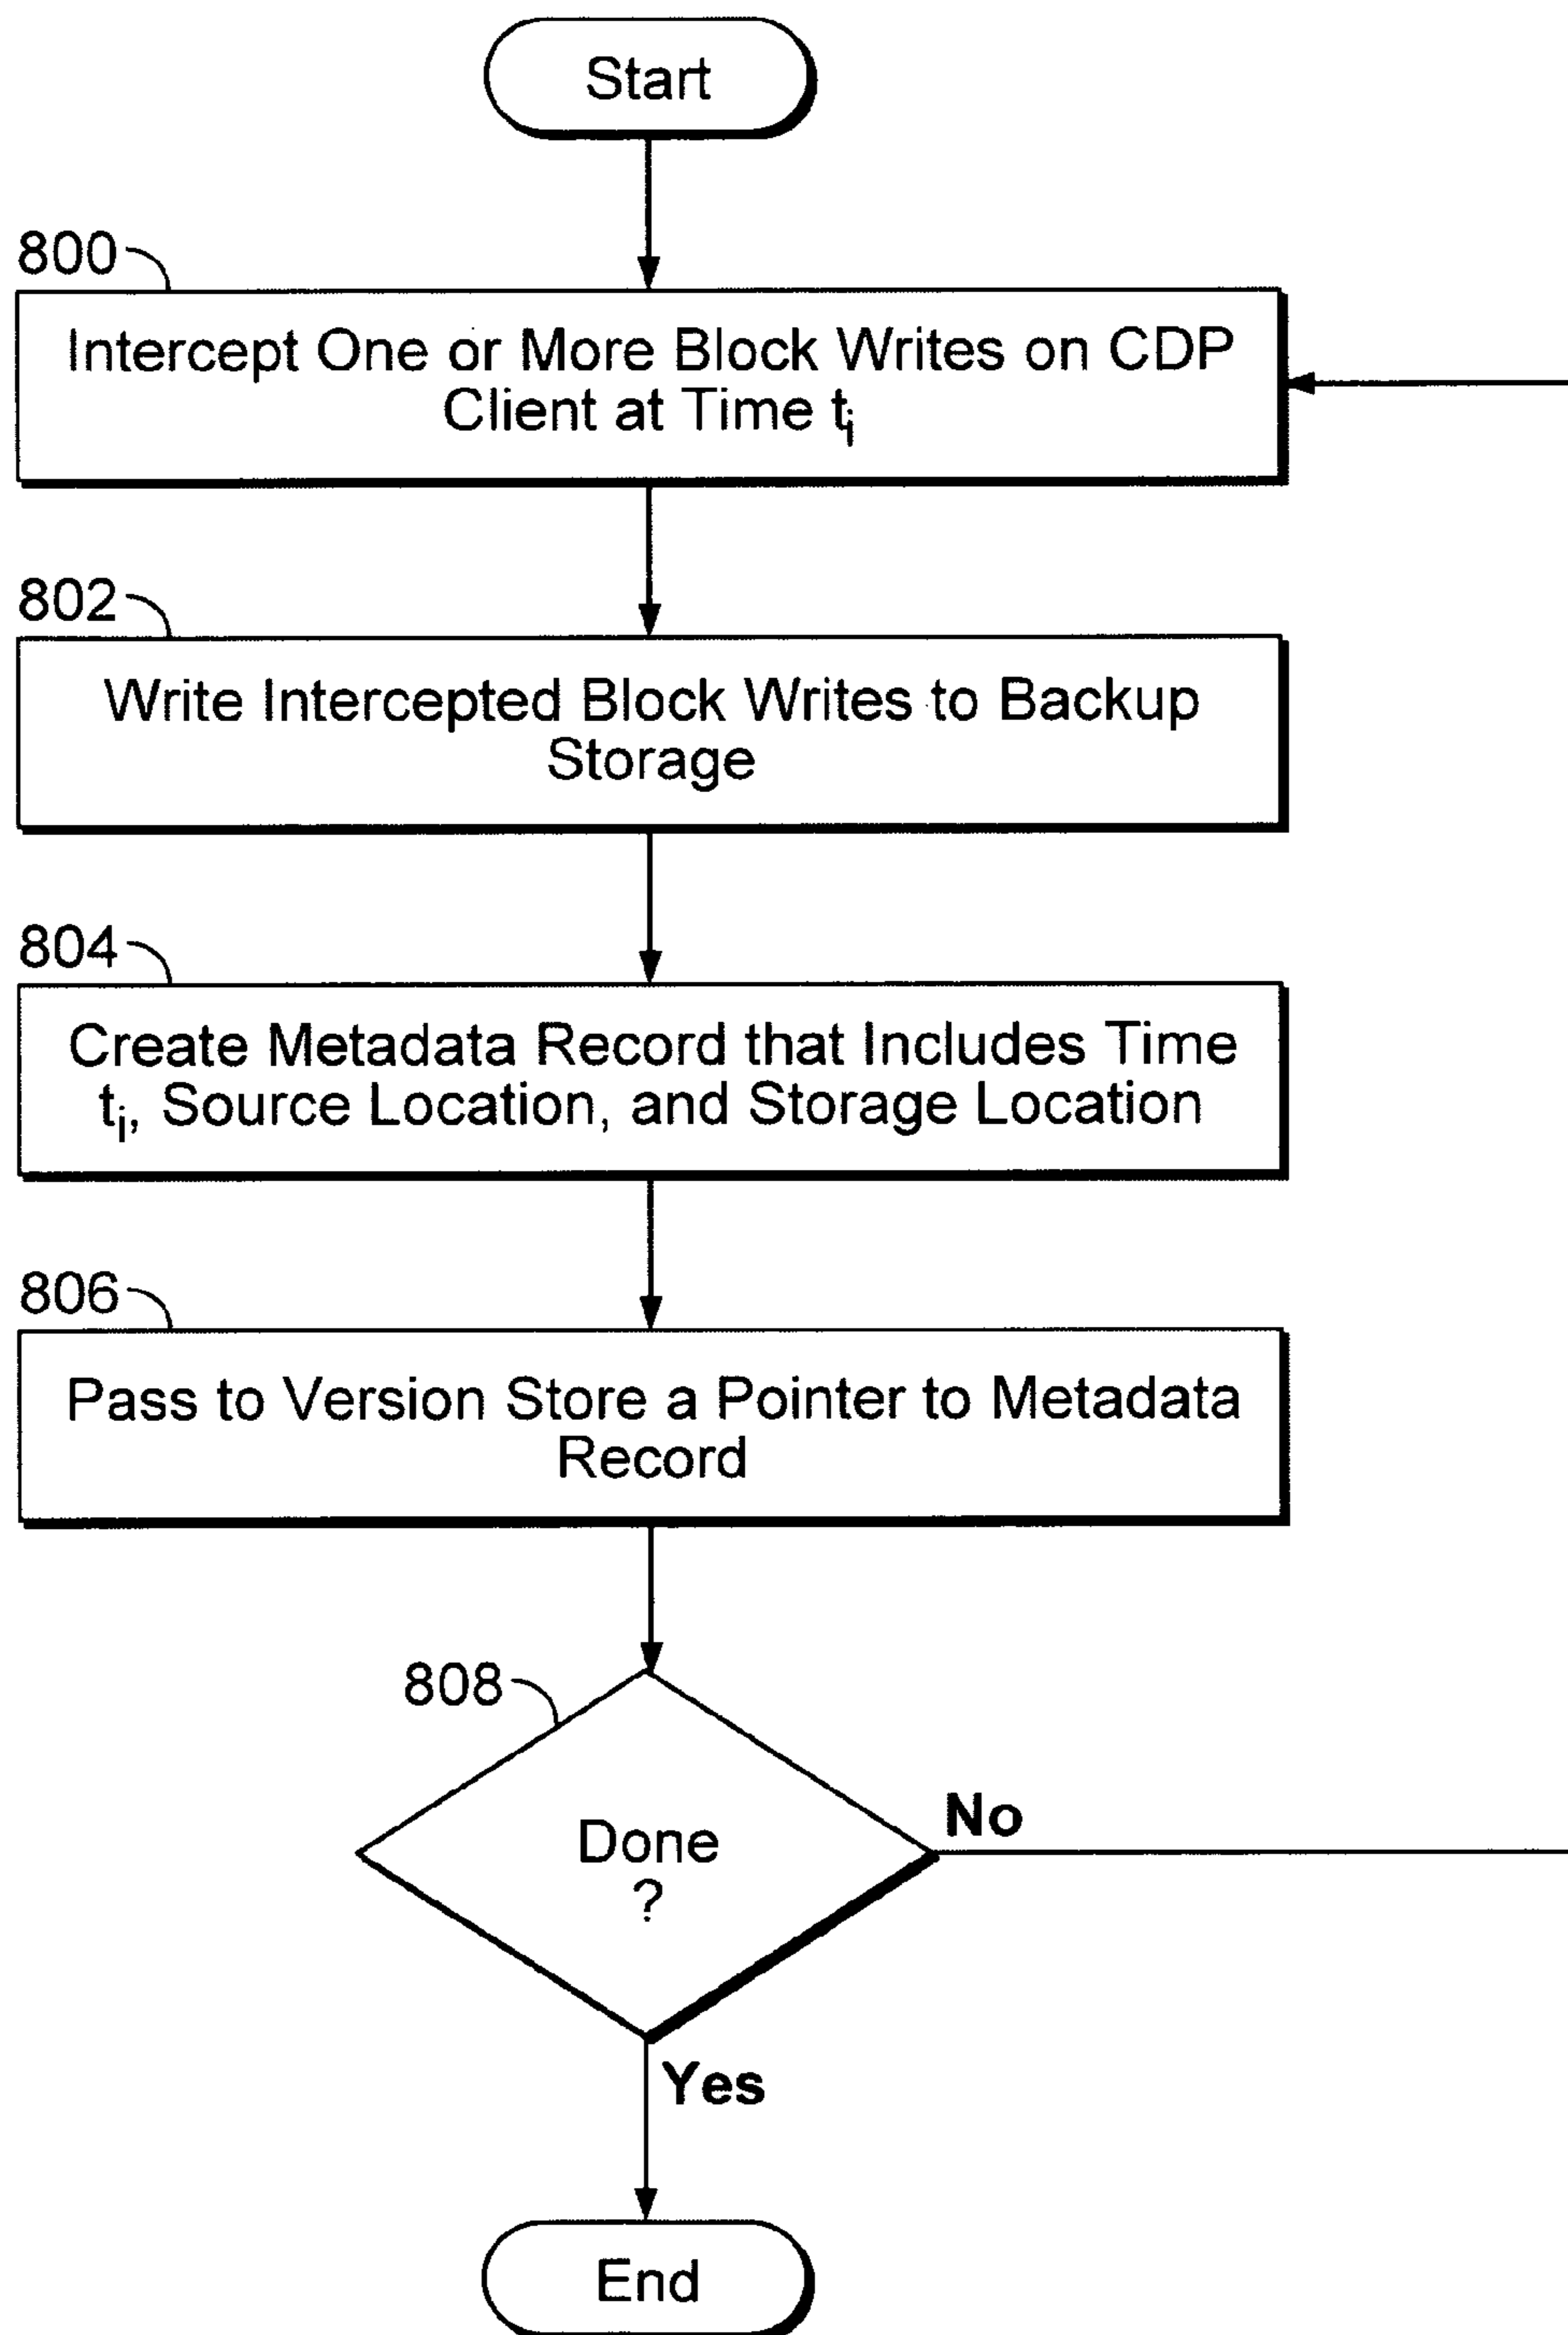 Start
800
Intercept One or More Block Writes on CDP
Client at Time tᵢ
802
Write Intercepted Block Writes to Backup
Storage
804
Create Metadata Record that Includes Time
tᵢ, Source Location, and Storage Location
806
Pass to Version Store a Pointer to Metadata
Record
808
Done
?
No
Yes
End